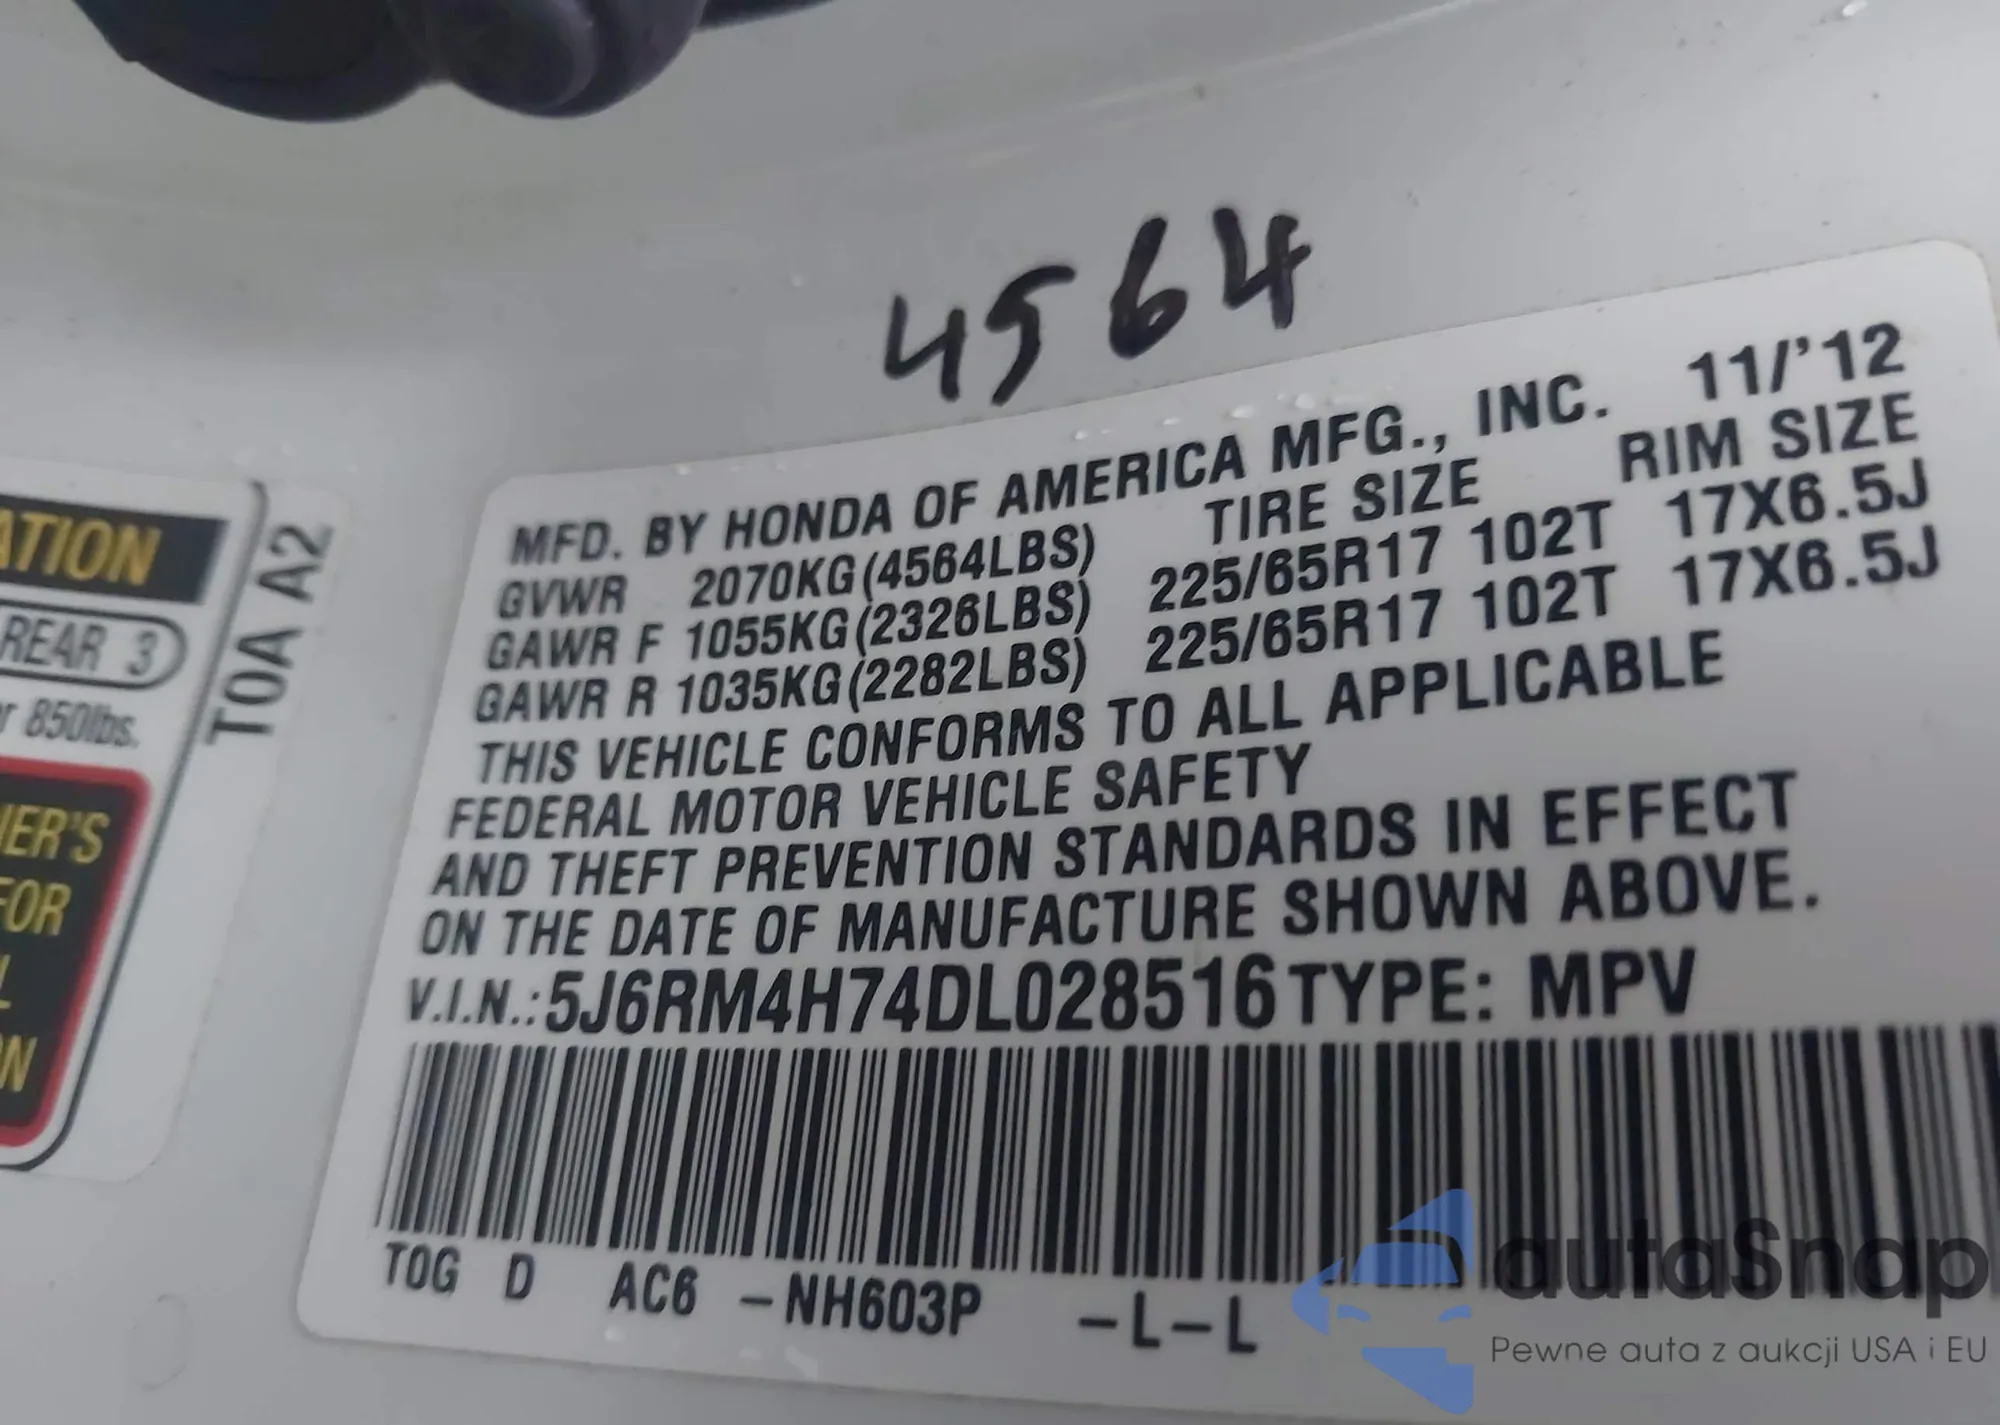 4564
MFD. BY HONDA OF AMERICA MFG., INC. 11/'12
TIRE SIZE RIM SIZE
GVWR 2070KG(4564LBS)
GAWR F 1055KG(2326LBS) 225/65R17 102T 17X6.5J
GAWR R 1035KG(2282LBS) 225/65R17 102T 17X6.5J
THIS VEHICLE CONFORMS TO ALL APPLICABLE
FEDERAL MOTOR VEHICLE SAFETY
AND THEFT PREVENTION STANDARDS IN EFFECT
ON THE DATE OF MANUFACTURE SHOWN ABOVE.
V.I.N.:5J6RM4H74DL028516 TYPE: MPV
TOG D AC6 -NH603P -L-L
REAR 3
850lbs.
FOR
T0A A2
autaSnap
Pewne auta z aukcji USA i EU